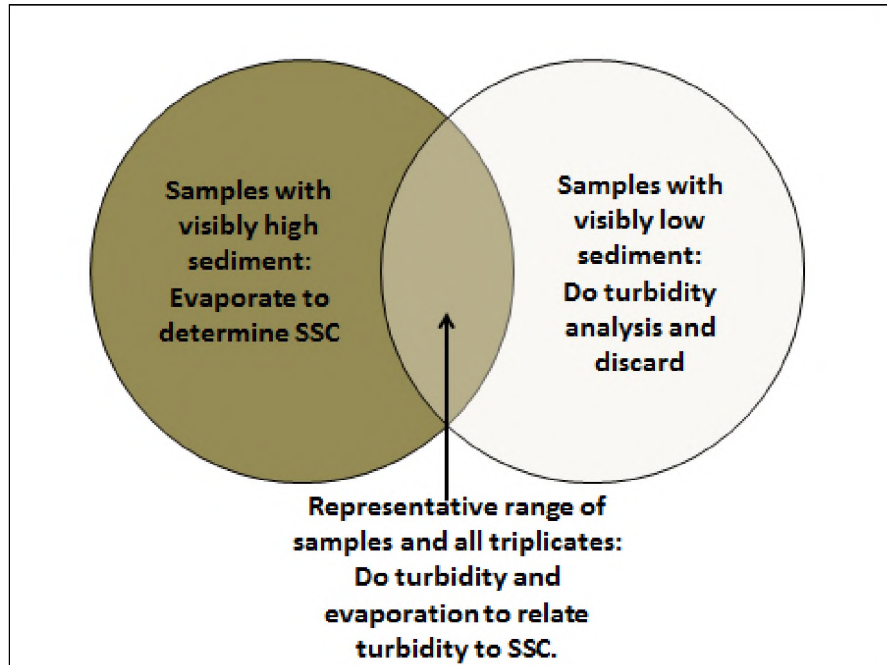 Samples with
visibly high
sediment:
Evaporate to
determine SSC
Samples with
visibly low
sediment:
Do turbidity
analysis and
discard
Representative range of
samples and all triplicates:
Do turbidity and
evaporation to relate
turbidity to SSC.